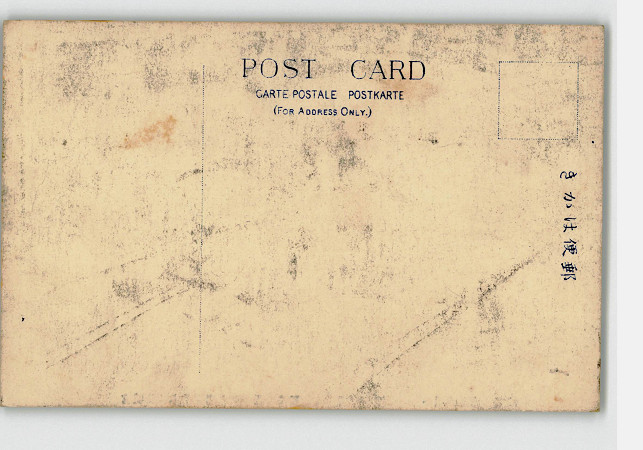 POST CARD
CARTE POSTALE POSTKARTE
(FOR ADDRESS ONLY.)
きかは便郵